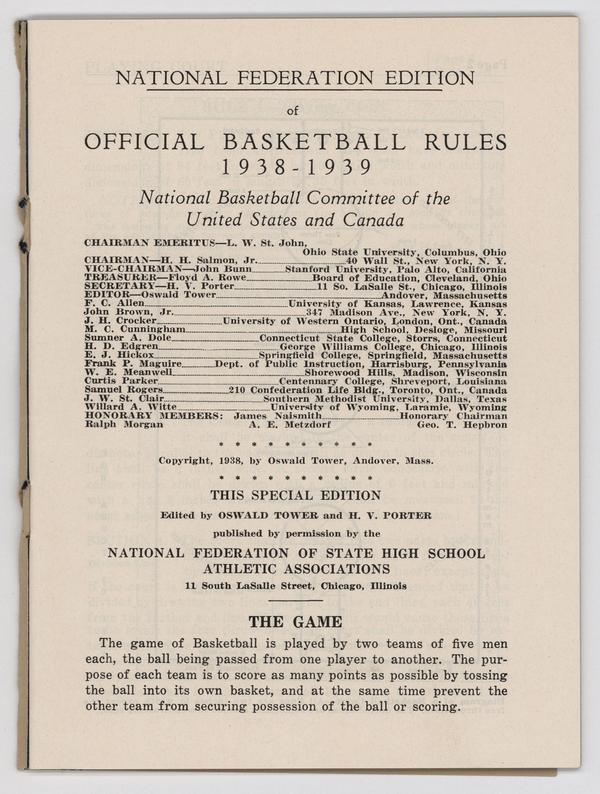 NATIONAL FEDERATION EDITION
of
OFFICIAL BASKETBALL RULES
1938-1939
National Basketball Committee of the
United States and Canada
CHAIRMAN EMERITUS—L. W. St. John,
Ohio State University, Columbus, Ohio
CHAIRMAN—H. H. Salmon, Jr. 40 Wall St., New York, N. Y.
VICE-CHAIRMAN—John Bunn Stanford University, Palo Alto, California
TREASURER—Floyd A. Rowe Board of Education, Cleveland, Ohio
SECRETARY—H. V. Porter 11 So. LaSalle St., Chicago, Illinois
EDITOR—Oswald Tower Andover, Massachusetts
F. C. Allen University of Kansas, Lawrence, Kansas
John Brown, Jr. 347 Madison Ave., New York, N. Y.
J. H. Crocker University of Western Ontario, London, Ont., Canada
M. C. Cunningham High School, Desloge, Missouri
Sumner A. Dole Connecticut State College, Storrs, Connecticut
H. D. Edgren George Williams College, Chicago, Illinois
E. J. Hickox Springfield College, Springfield, Massachusetts
Frank P. Maguire Dept. of Public Instruction, Harrisburg, Pennsylvania
W. E. Meanwell Shorewood Hills, Madison, Wisconsin
Curtis Parker Centennary College, Shreveport, Louisiana
Samuel Rogers 210 Confederation Life Bldg., Toronto, Ont., Canada
J. W. St. Clair Southern Methodist University, Dallas, Texas
Willard A. Witte University of Wyoming, Laramie, Wyoming
HONORARY MEMBERS: James Naismith Honorary Chairman
Ralph Morgan A. E. Metzdorf Geo. T. Hepbron
* * * * * * * * * *
Copyright, 1938, by Oswald Tower, Andover, Mass.
* * * * * * * * * *
THIS SPECIAL EDITION
Edited by OSWALD TOWER and H. V. PORTER
published by permission by the
NATIONAL FEDERATION OF STATE HIGH SCHOOL
ATHLETIC ASSOCIATIONS
11 South LaSalle Street, Chicago, Illinois
THE GAME
The game of Basketball is played by two teams of five men
each, the ball being passed from one player to another. The pur-
pose of each team is to score as many points as possible by tossing
the ball into its own basket, and at the same time prevent the
other team from securing possession of the ball or scoring.